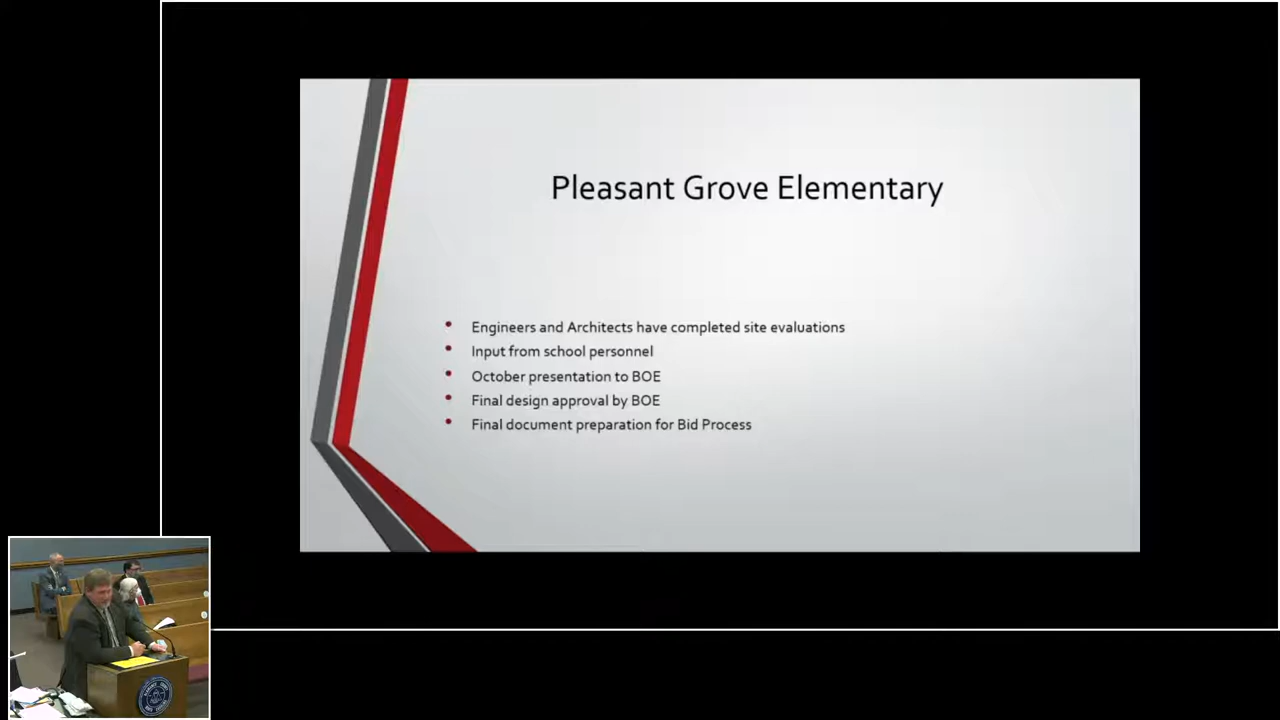 Pleasant Grove Elementary
• Engineers and Architects have completed site evaluations
• Input from school personnel
• October presentation to BOE
• Final design approval by BOE
• Final document preparation for Bid Process